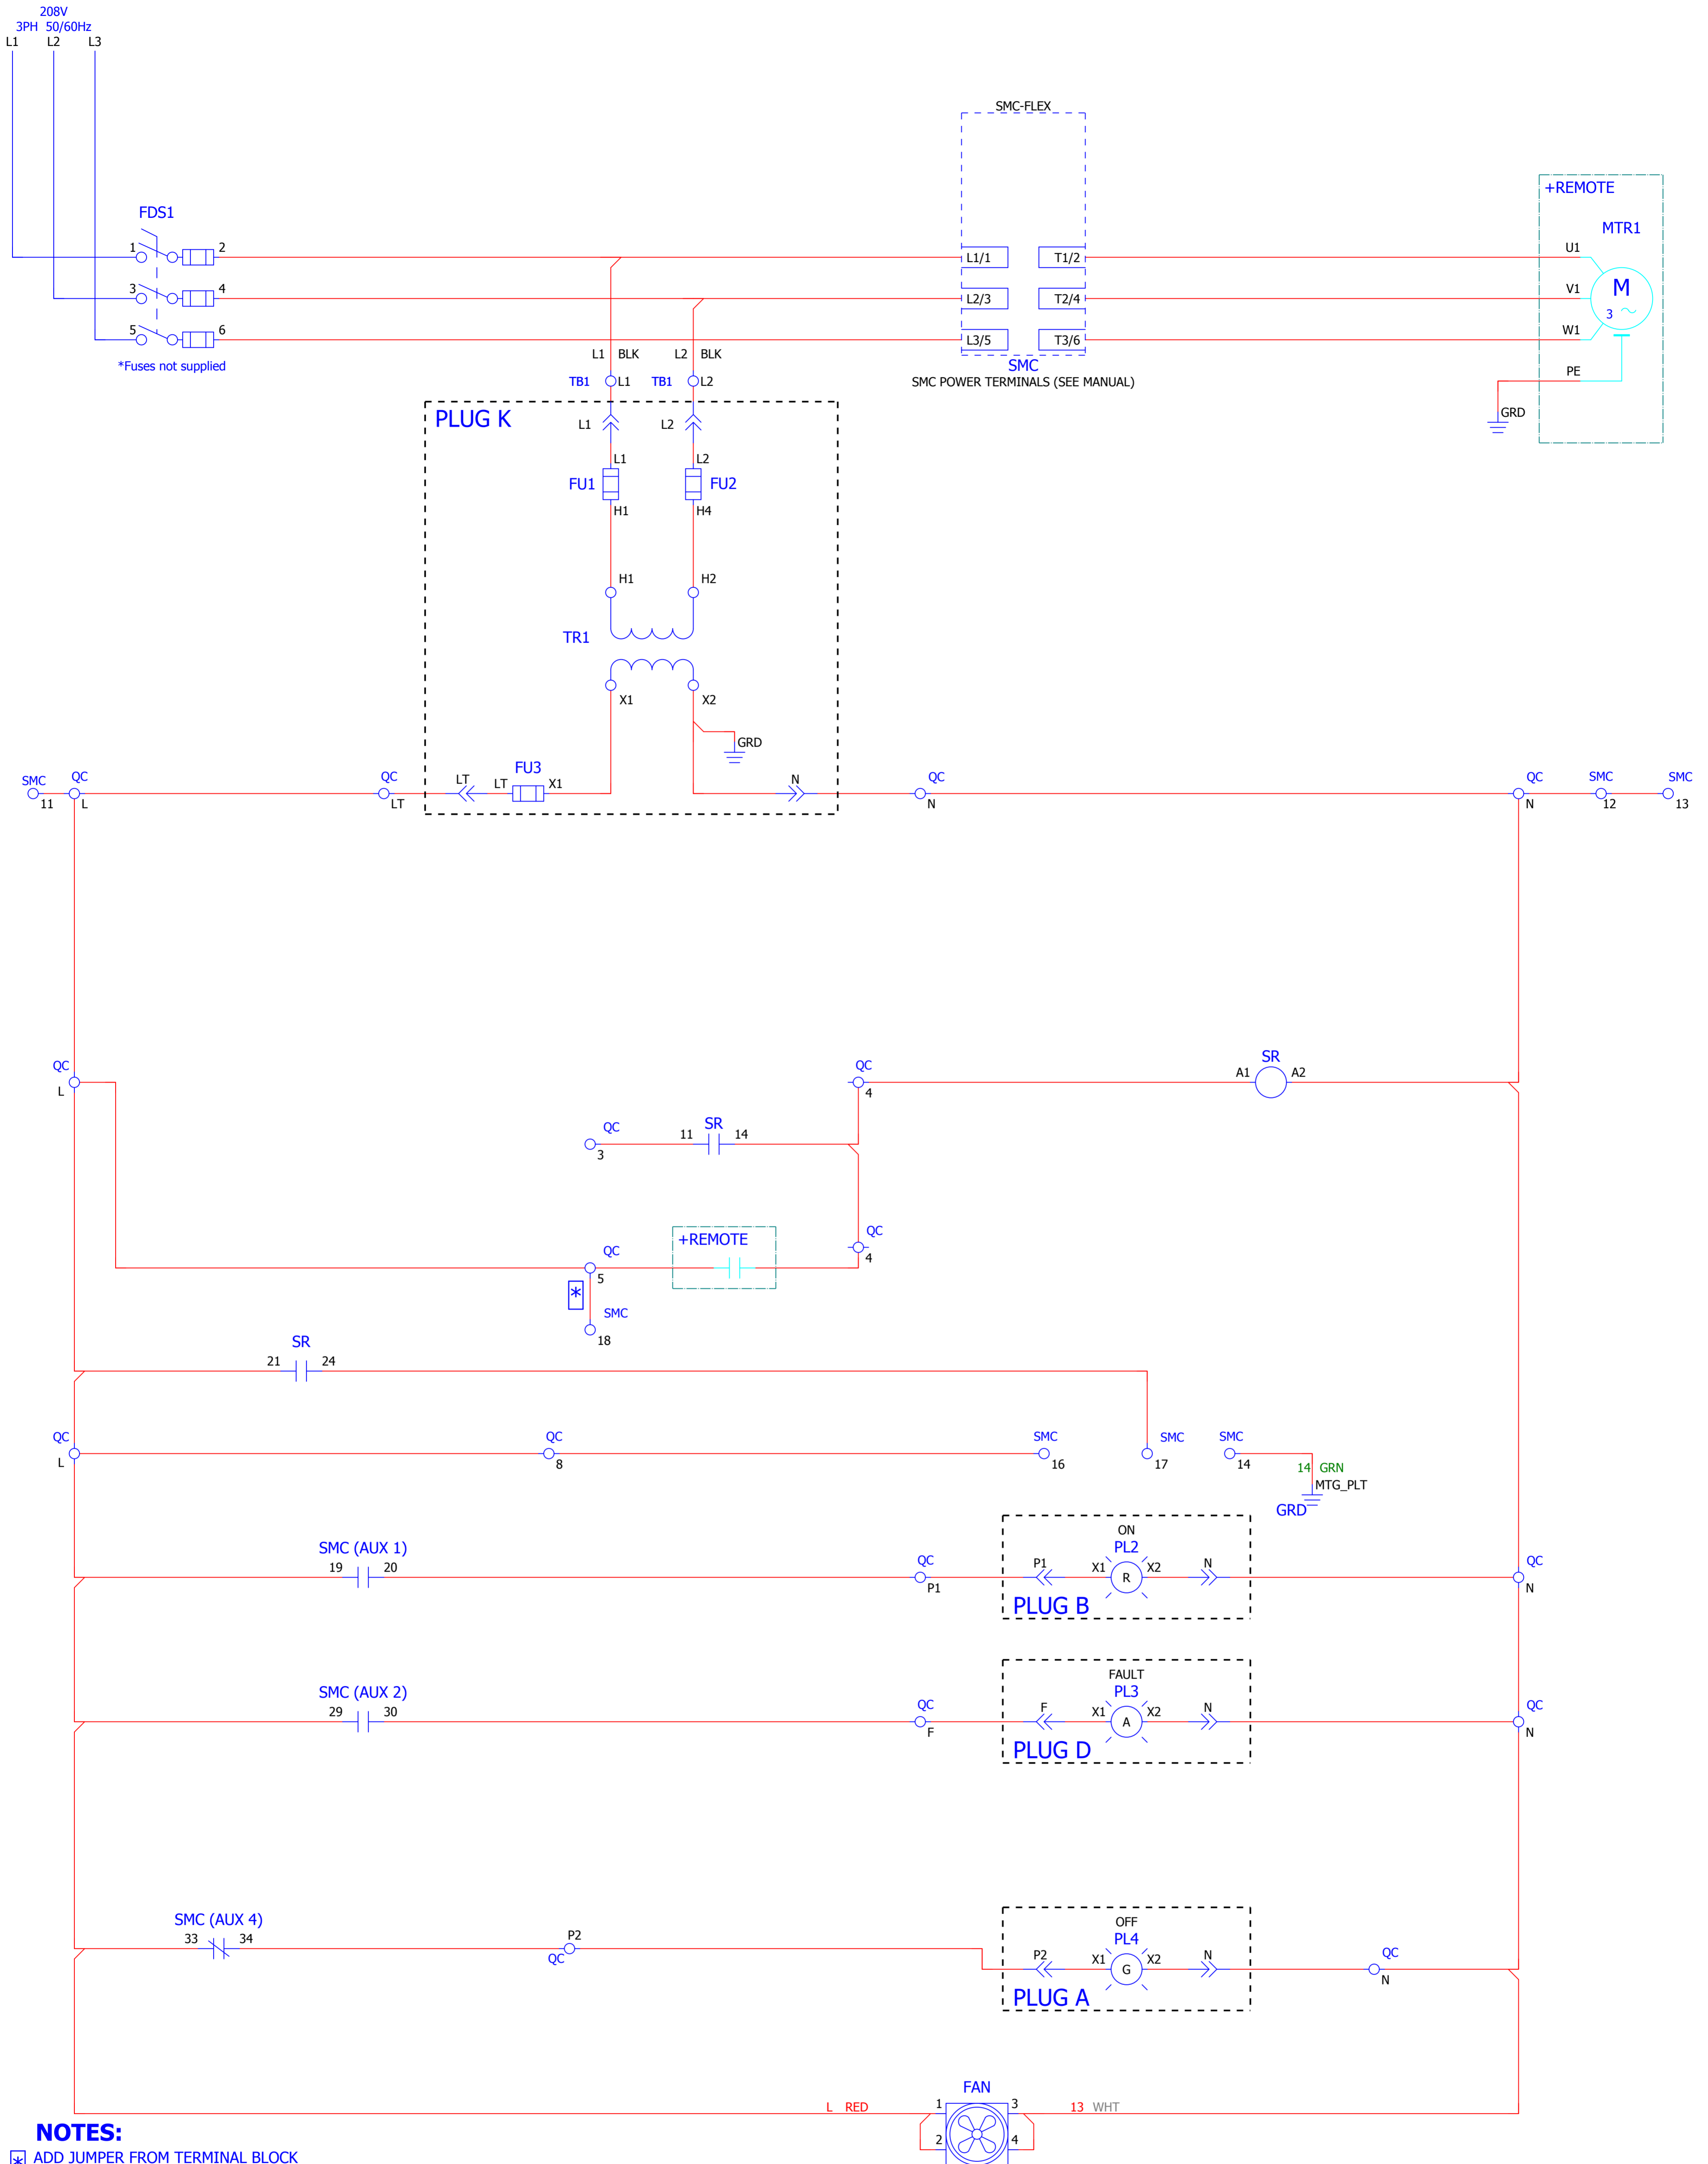 208V
3PH 50/60Hz
L1 L2 L3
SMC-FLEX
+REMOTE
FDS1
MTR1
1 2
L1/1 T1/2
U1
3 4
L2/3 T2/4
V1
M
3
5 6
L3/5 T3/6
W1
*Fuses not supplied
L1 BLK L2 BLK
SMC
SMC POWER TERMINALS (SEE MANUAL)
PE
TB1 L1 TB1 L2
GRD
PLUG K
L1 L2
L1 L2
FU1 FU2
H1 H4
H1 H2
TR1
X1 X2
GRD
SMC QC QC LT LT FU3 X1 N QC QC SMC SMC
11 L LT N N 12 13
QC QC SR
L 4 A1 A2
QC SR
3 11 14
QC
4
+REMOTE
QC
5
*
SMC
18
SR
21 24
QC QC SMC SMC SMC
L 8 16 17 14
14 GRN
MTG_PLT
GRD
ON
SMC (AUX 1)
19 20
QC
P1
P1 X1 PL2 X2 N
R
QC
N
PLUG B
FAULT
SMC (AUX 2)
29 30
QC
F
F X1 PL3 X2 N
A
QC
N
PLUG D
OFF
SMC (AUX 4)
33 34
P2
QC
P2 X1 PL4 X2 N
G
QC
N
PLUG A
FAN
L RED 1 3 13 WHT
2 4
NOTES:
* ADD JUMPER FROM TERMINAL BLOCK